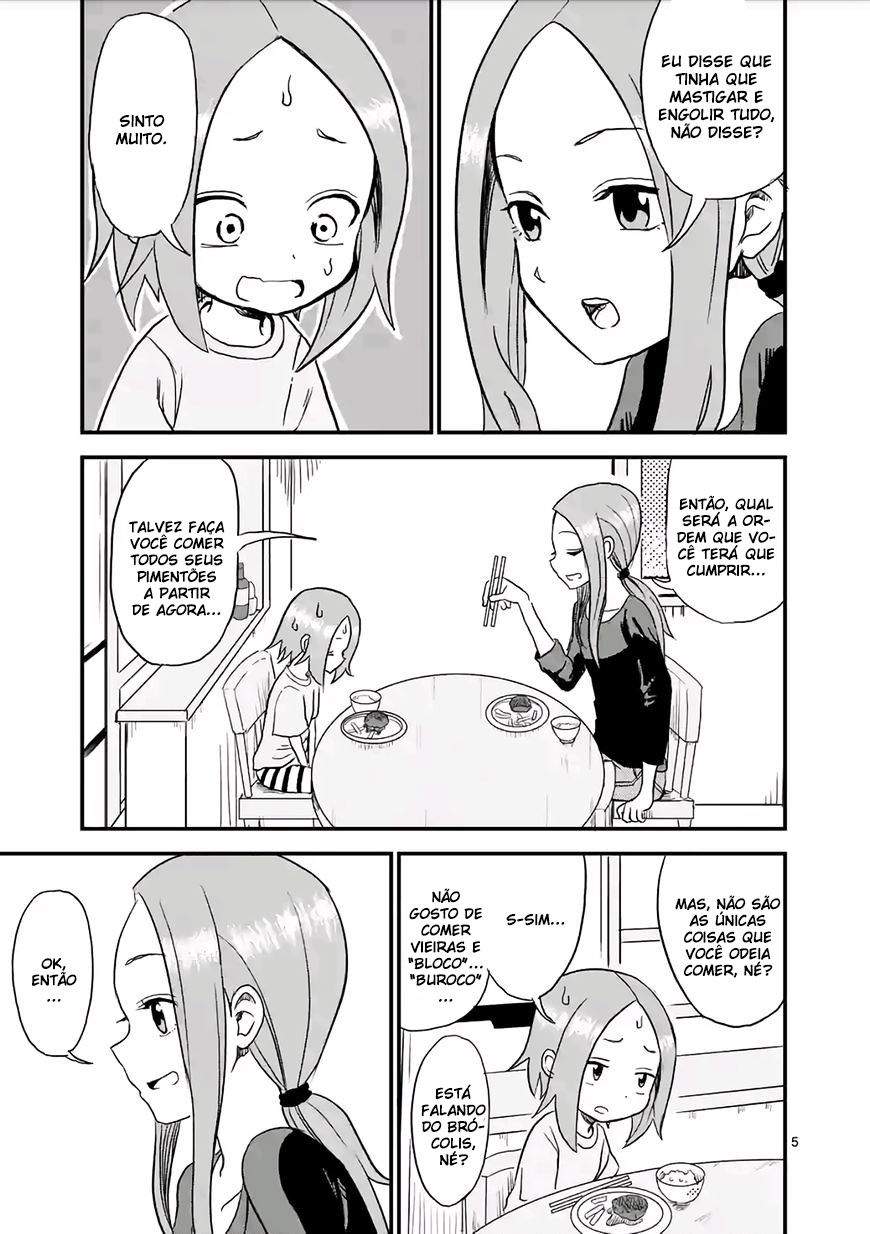 EU DISSE QUE
TINHA QUE
MASTIGAR E
ENGOLIR TUDO,
NÃO DISSE?
SINTO
MUITO.
ENTÃO, QUAL
SERÁ A OR-
DEM QUE VO-
CÊ TERÁ QUE
CUMPRIR...
TALVEZ FAÇA
VOCÊ COMER
TODOS SEUS
PIMENTÕES
A PARTIR
DE AGORA...
MAS, NÃO SÃO
AS ÚNICAS
COISAS QUE
VOCÊ ODEIA
COMER, NÉ?
S-SIM...
NÃO
GOSTO DE
COMER
VIEIRAS E
"BLOCO"...
"BUROCO"
...
ESTÁ
FALANDO
DO BRÓ-
COLIS,
NÉ?
OK,
ENTÃO
...
5